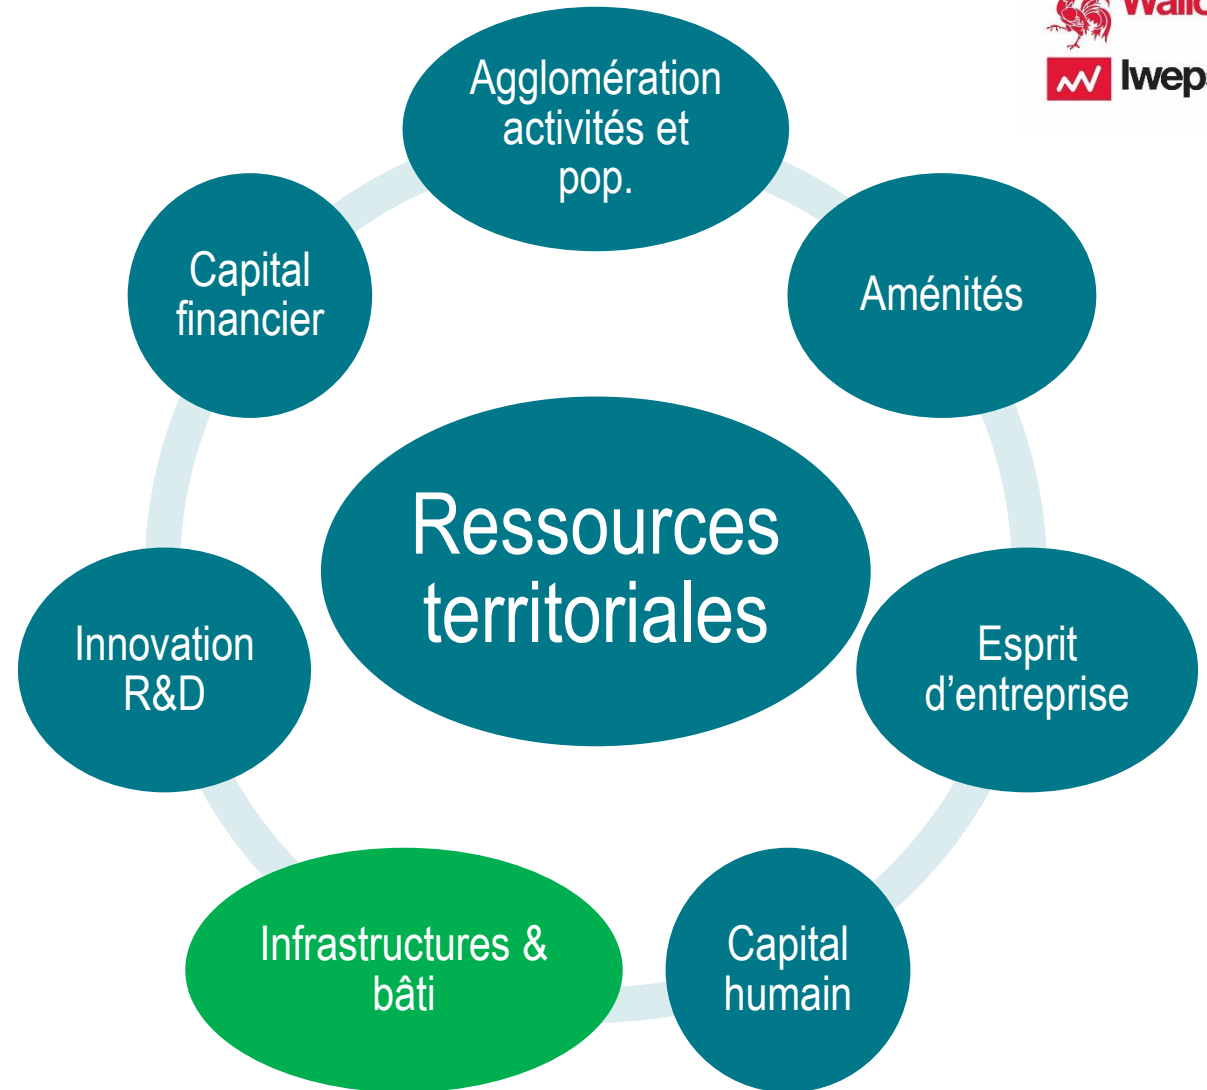 Agglomération
activités et
pop.
Capital
financier
Aménités
Ressources
territoriales
Innovation
R&D
Esprit
d’entreprise
Infrastructures &
bâti
Capital
humain